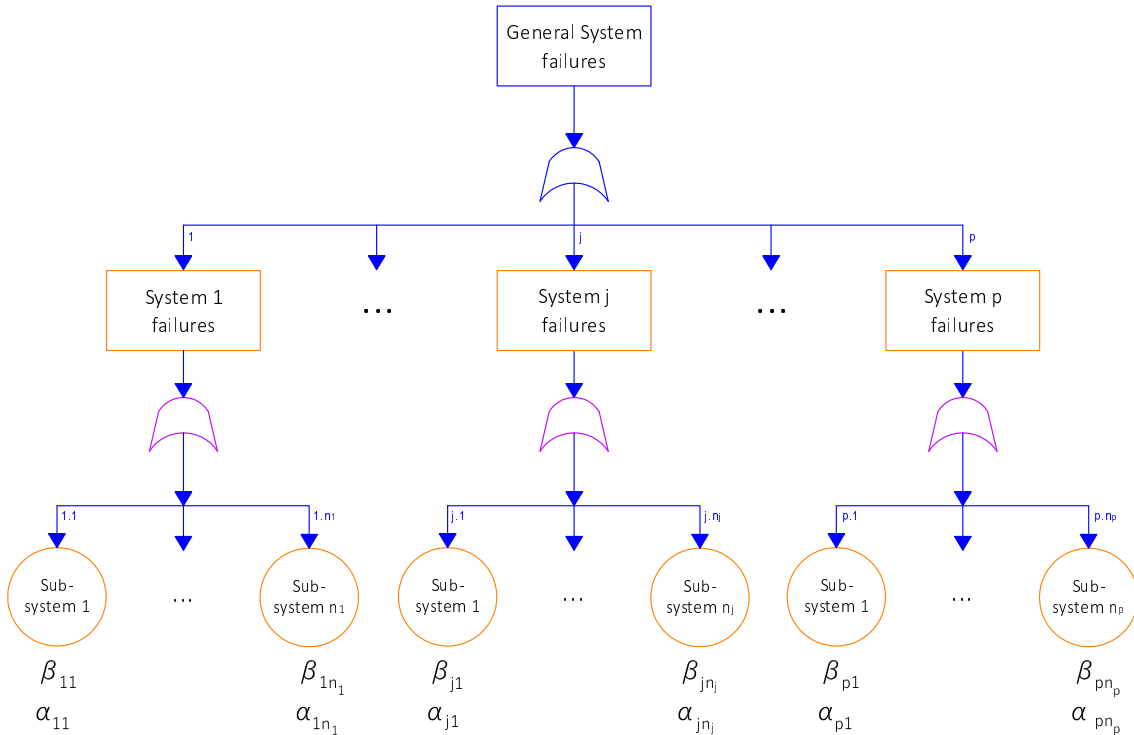 General System
failures
1
j
p
System 1
failures
...
System j
failures
...
System p
failures
1.1
1.n₁
j.1
j.nⱼ
p.1
p.nₚ
Sub-
system 1
...
Sub-
system n₁
Sub-
system 1
...
Sub-
system nⱼ
Sub-
system 1
...
Sub-
system nₚ
β₁₁
β₁ₙ₁
βⱼ₁
βⱼₙⱼ
βₚ₁
βₚₙₚ
α₁₁
α₁ₙ₁
αⱼ₁
αⱼₙⱼ
αₚ₁
αₚₙₚ